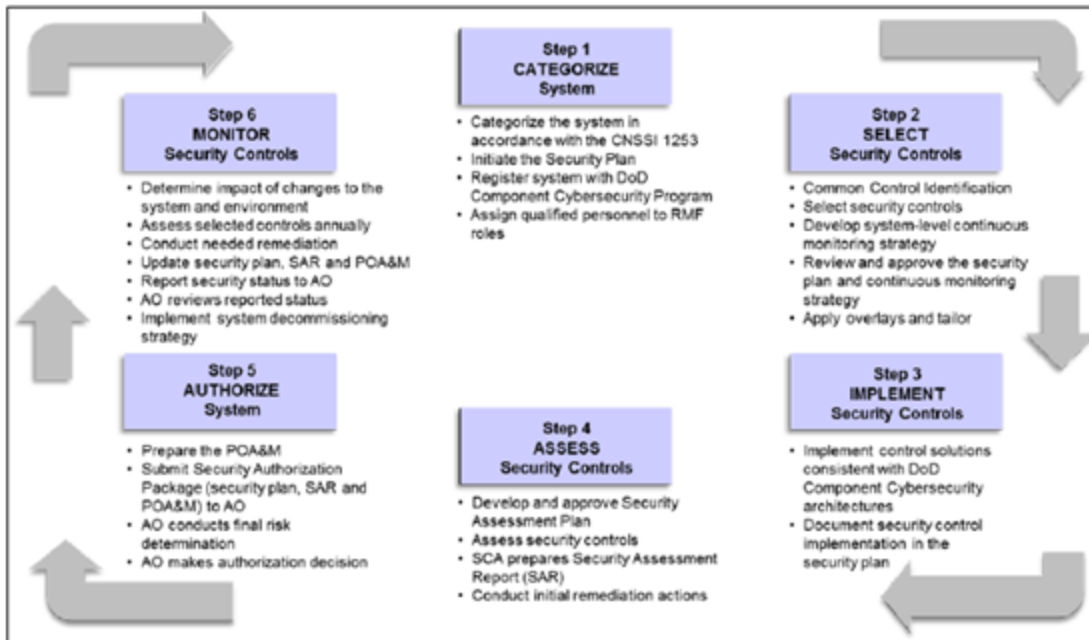 Step 1
CATEGORIZE
System
• Categorize the system in
accordance with the CNSSI 1253
• Initiate the Security Plan
• Register system with DoD
Component Cybersecurity Program
• Assign qualified personnel to RMF
roles
Step 2
SELECT
Security Controls
• Common Control Identification
• Select security controls
• Develop system-level continuous
monitoring strategy
• Review and approve the security
plan and continuous monitoring
strategy
• Apply overlays and tailor
Step 3
IMPLEMENT
Security Controls
• Implement control solutions
consistent with DoD
Component Cybersecurity
architectures
• Document security control
implementation in the
security plan
Step 4
ASSESS
Security Controls
• Develop and approve Security
Assessment Plan
• Assess security controls
• SCA prepares Security Assessment
Report (SAR)
• Conduct initial remediation actions
Step 5
AUTHORIZE
System
• Prepare the POA&M
• Submit Security Authorization
Package (security plan, SAR and
POA&M) to AO
• AO conducts final risk
determination
• AO makes authorization decision
Step 6
MONITOR
Security Controls
• Determine impact of changes to the
system and environment
• Assess selected controls annually
• Conduct needed remediation
• Update security plan, SAR and POA&M
• Report security status to AO
• AO reviews reported status
• Implement system decommissioning
strategy